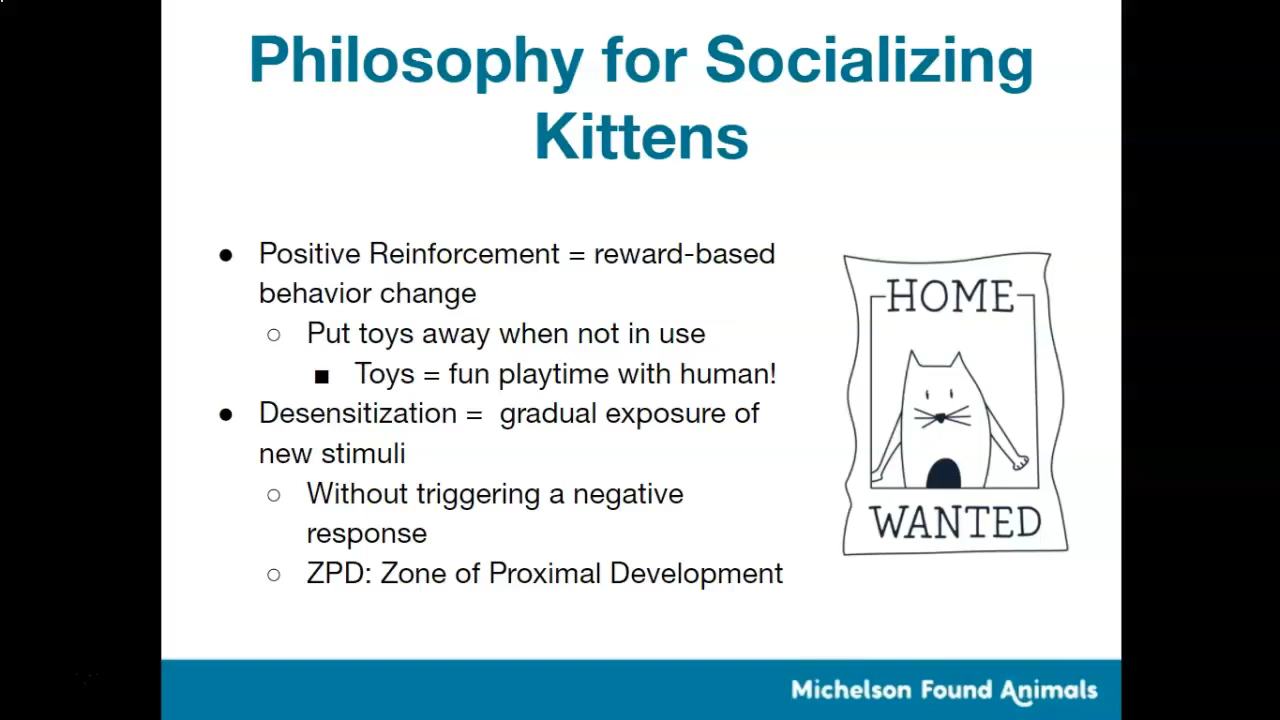 Philosophy for Socializing
Kittens
● Positive Reinforcement = reward-based
behavior change
○ Put toys away when not in use
■ Toys = fun playtime with human!
● Desensitization = gradual exposure of
new stimuli
○ Without triggering a negative
response
○ ZPD: Zone of Proximal Development
HOME
WANTED
Michelson Found Animals